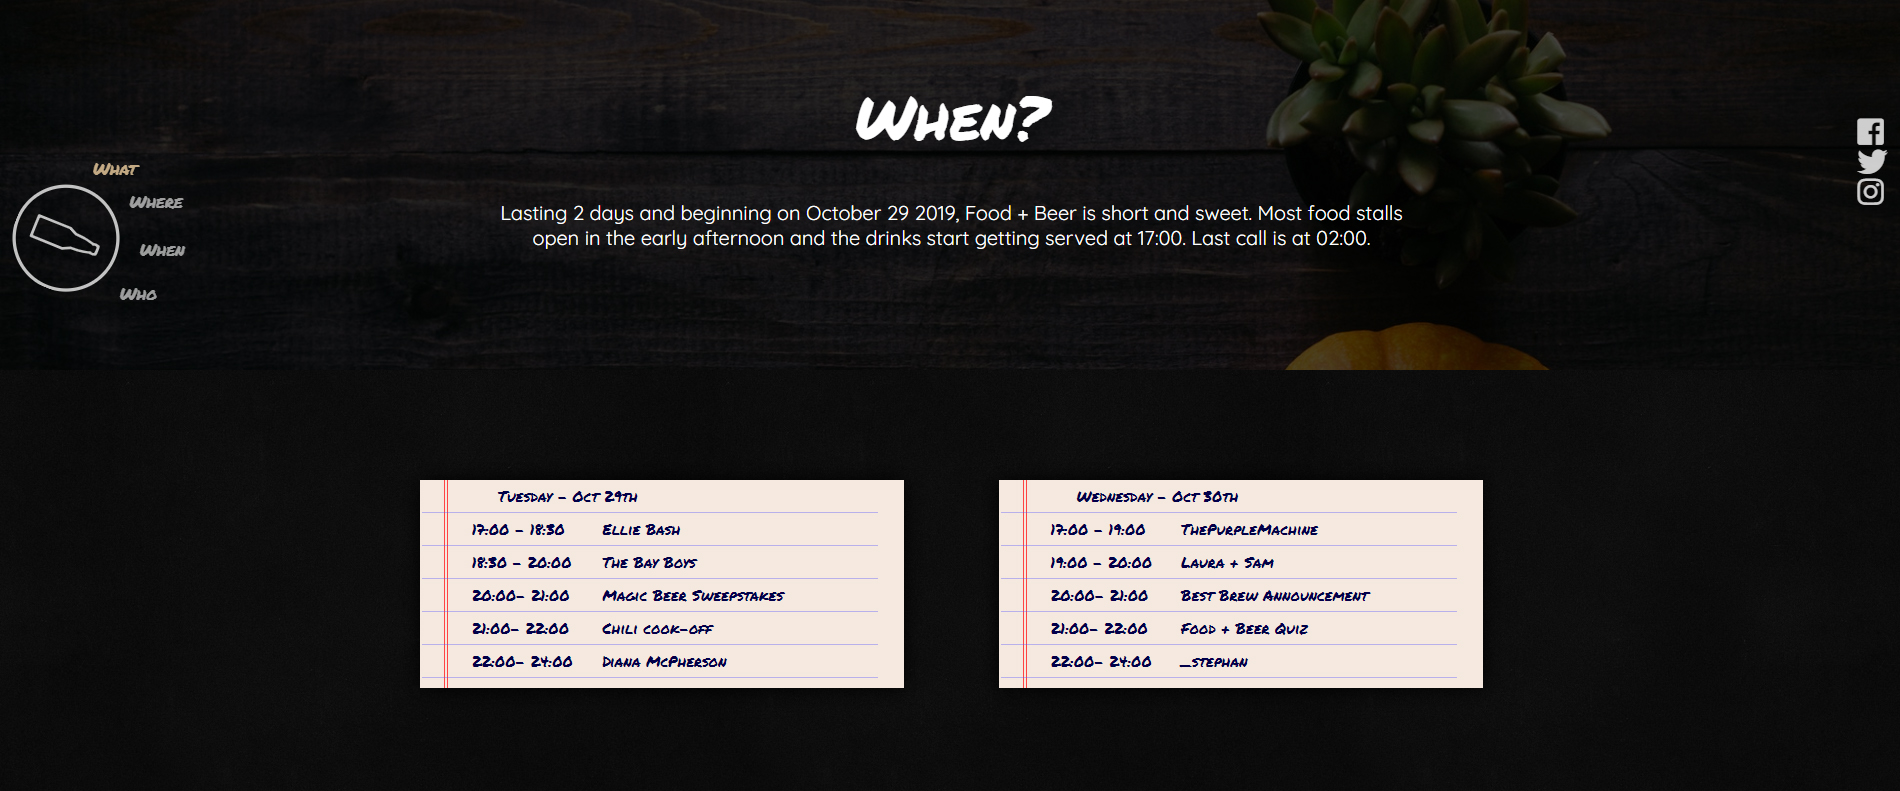 When?
What
Where
When
Who
Lasting 2 days and beginning on October 29 2019, Food + Beer is short and sweet. Most food stalls
open in the early afternoon and the drinks start getting served at 17:00. Last call is at 02:00.
Tuesday - Oct 29th
17:00 - 18:30 Ellie Bash
18:30 - 20:00 The Bay Boys
20:00- 21:00 Magic Beer Sweepstakes
21:00- 22:00 Chili cook-off
22:00- 24:00 Diana McPherson
Wednesday - Oct 30th
17:00 - 19:00 ThePurpleMachine
19:00 - 20:00 Laura + Sam
20:00- 21:00 Best Brew Announcement
21:00- 22:00 Food + Beer Quiz
22:00- 24:00 _stephan